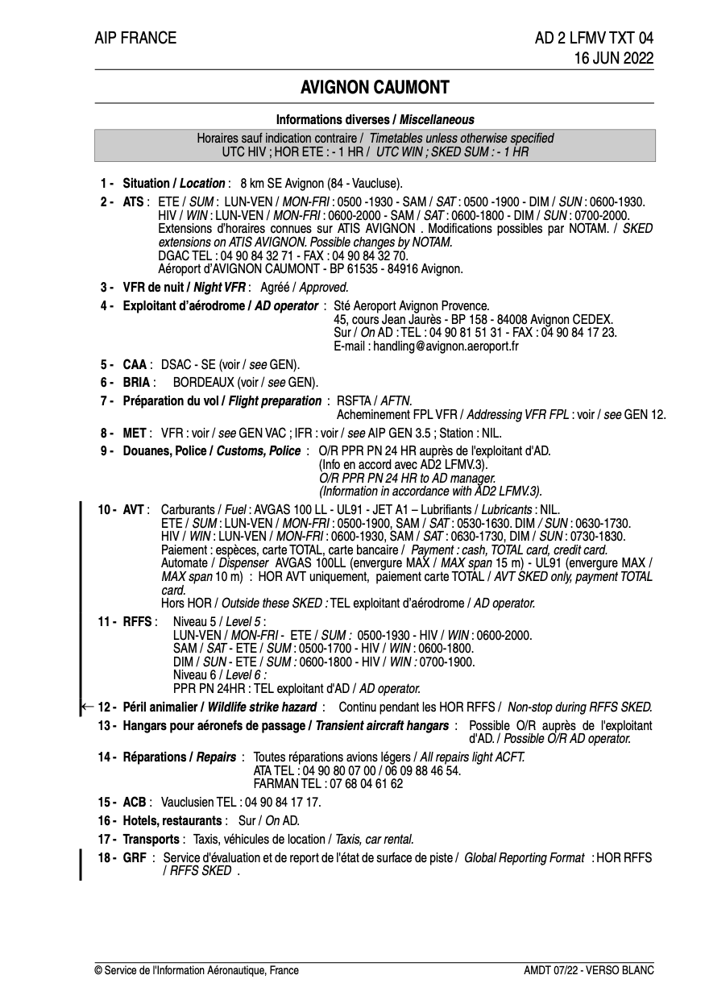 AIP FRANCE
AD 2 LFMV TXT 04
16 JUN 2022
AVIGNON CAUMONT
Informations diverses / Miscellaneous
Horaires sauf indication contraire / Timetables unless otherwise specified
UTC HIV ; HOR ETE : - 1 HR / UTC WIN ; SKED SUM : - 1 HR
1 - Situation / Location : 8 km SE Avignon (84 - Vaucluse).
2 - ATS : ETE / SUM : LUN-VEN / MON-FRI : 0500 -1930 - SAM / SAT : 0500 -1900 - DIM / SUN : 0600-1930.
HIV / WIN : LUN-VEN / MON-FRI : 0600-2000 - SAM / SAT : 0600-1800 - DIM / SUN : 0700-2000.
Extensions d'horaires connues sur ATIS AVIGNON . Modifications possibles par NOTAM. / SKED
extensions on ATIS AVIGNON. Possible changes by NOTAM.
DGAC TEL : 04 90 84 32 71 - FAX : 04 90 84 32 70.
Aéroport d'AVIGNON CAUMONT - BP 61535 - 84916 Avignon.
3 - VFR de nuit / Night VFR : Agréé / Approved.
4 - Exploitant d'aérodrome / AD operator : Sté Aeroport Avignon Provence.
45, cours Jean Jaurès - BP 158 - 84008 Avignon CEDEX.
Sur / On AD : TEL : 04 90 81 51 31 - FAX : 04 90 84 17 23.
E-mail : handling@avignon.aeroport.fr
5 - CAA : DSAC - SE (voir / see GEN).
6 - BRIA : BORDEAUX (voir / see GEN).
7 - Préparation du vol / Flight preparation : RSFTA / AFTN.
Acheminement FPL VFR / Addressing VFR FPL : voir / see GEN 12.
8 - MET : VFR : voir / see GEN VAC ; IFR : voir / see AIP GEN 3.5 ; Station : NIL.
9 - Douanes, Police / Customs, Police : O/R PPR PN 24 HR auprès de l'exploitant d'AD.
(Info en accord avec AD2 LFMV.3).
O/R PPR PN 24 HR to AD manager.
(Information in accordance with AD2 LFMV.3).
10 - AVT : Carburants / Fuel : AVGAS 100 LL - UL91 - JET A1 – Lubrifiants / Lubricants : NIL.
ETE / SUM : LUN-VEN / MON-FRI : 0500-1900, SAM / SAT : 0530-1630. DIM / SUN : 0630-1730.
HIV / WIN : LUN-VEN / MON-FRI : 0600-1930, SAM / SAT : 0630-1730, DIM / SUN : 0730-1830.
Paiement : espèces, carte TOTAL, carte bancaire / Payment : cash, TOTAL card, credit card.
Automate / Dispenser AVGAS 100LL (envergure MAX / MAX span 15 m) - UL91 (envergure MAX /
MAX span 10 m) : HOR AVT uniquement, paiement carte TOTAL / AVT SKED only, payment TOTAL
card.
Hors HOR / Outside these SKED : TEL exploitant d'aérodrome / AD operator.
11 - RFFS : Niveau 5 / Level 5 :
LUN-VEN / MON-FRI - ETE / SUM : 0500-1930 - HIV / WIN : 0600-2000.
SAM / SAT - ETE / SUM : 0500-1700 - HIV / WIN : 0600-1800.
DIM / SUN - ETE / SUM : 0600-1800 - HIV / WIN : 0700-1900.
Niveau 6 / Level 6 :
PPR PN 24HR : TEL exploitant d'AD / AD operator.
← 12 - Péril animalier / Wildlife strike hazard : Continu pendant les HOR RFFS / Non-stop during RFFS SKED.
13 - Hangars pour aéronefs de passage / Transient aircraft hangars : Possible O/R auprès de l'exploitant
d'AD. / Possible O/R AD operator.
14 - Réparations / Repairs : Toutes réparations avions légers / All repairs light ACFT.
ATA TEL : 04 90 80 07 00 / 06 09 88 46 54.
FARMAN TEL : 07 68 04 61 62
15 - ACB : Vauclusien TEL : 04 90 84 17 17.
16 - Hotels, restaurants : Sur / On AD.
17 - Transports : Taxis, véhicules de location / Taxis, car rental.
18 - GRF : Service d'évaluation et de report de l'état de surface de piste / Global Reporting Format : HOR RFFS
/ RFFS SKED .
© Service de l'Information Aéronautique, France
AMDT 07/22 - VERSO BLANC